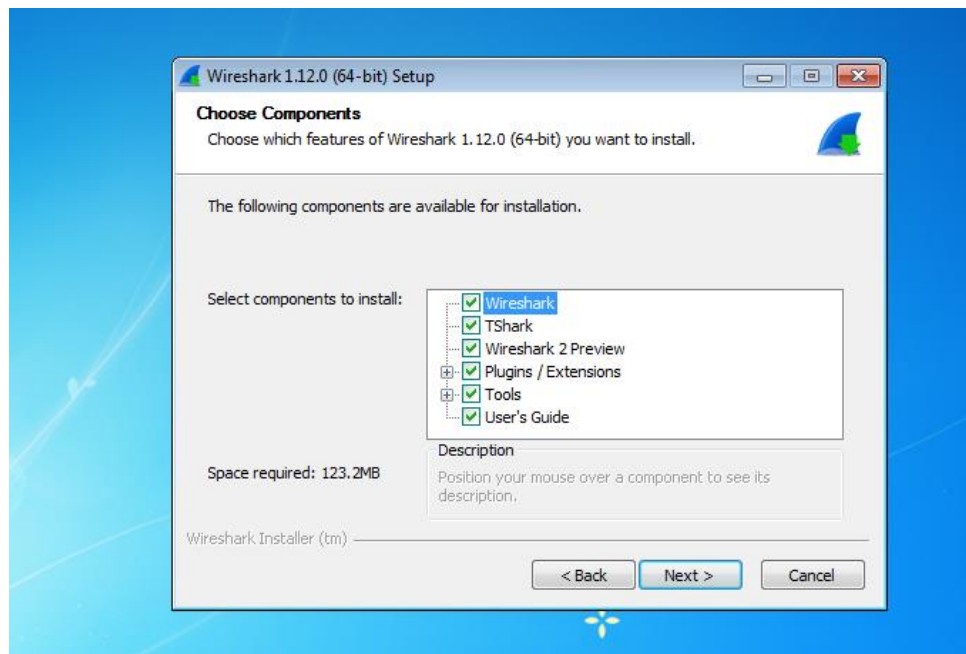 Wireshark 1.12.0 (64-bit) Setup
Choose Components
Choose which features of Wireshark 1.12.0 (64-bit) you want to install.
The following components are available for installation.
Select components to install:
Wireshark
TShark
Wireshark 2 Preview
Plugins / Extensions
Tools
User's Guide
Space required: 123.2MB
Description
Position your mouse over a component to see its
description.
Wireshark Installer (tm)
< Back
Next >
Cancel